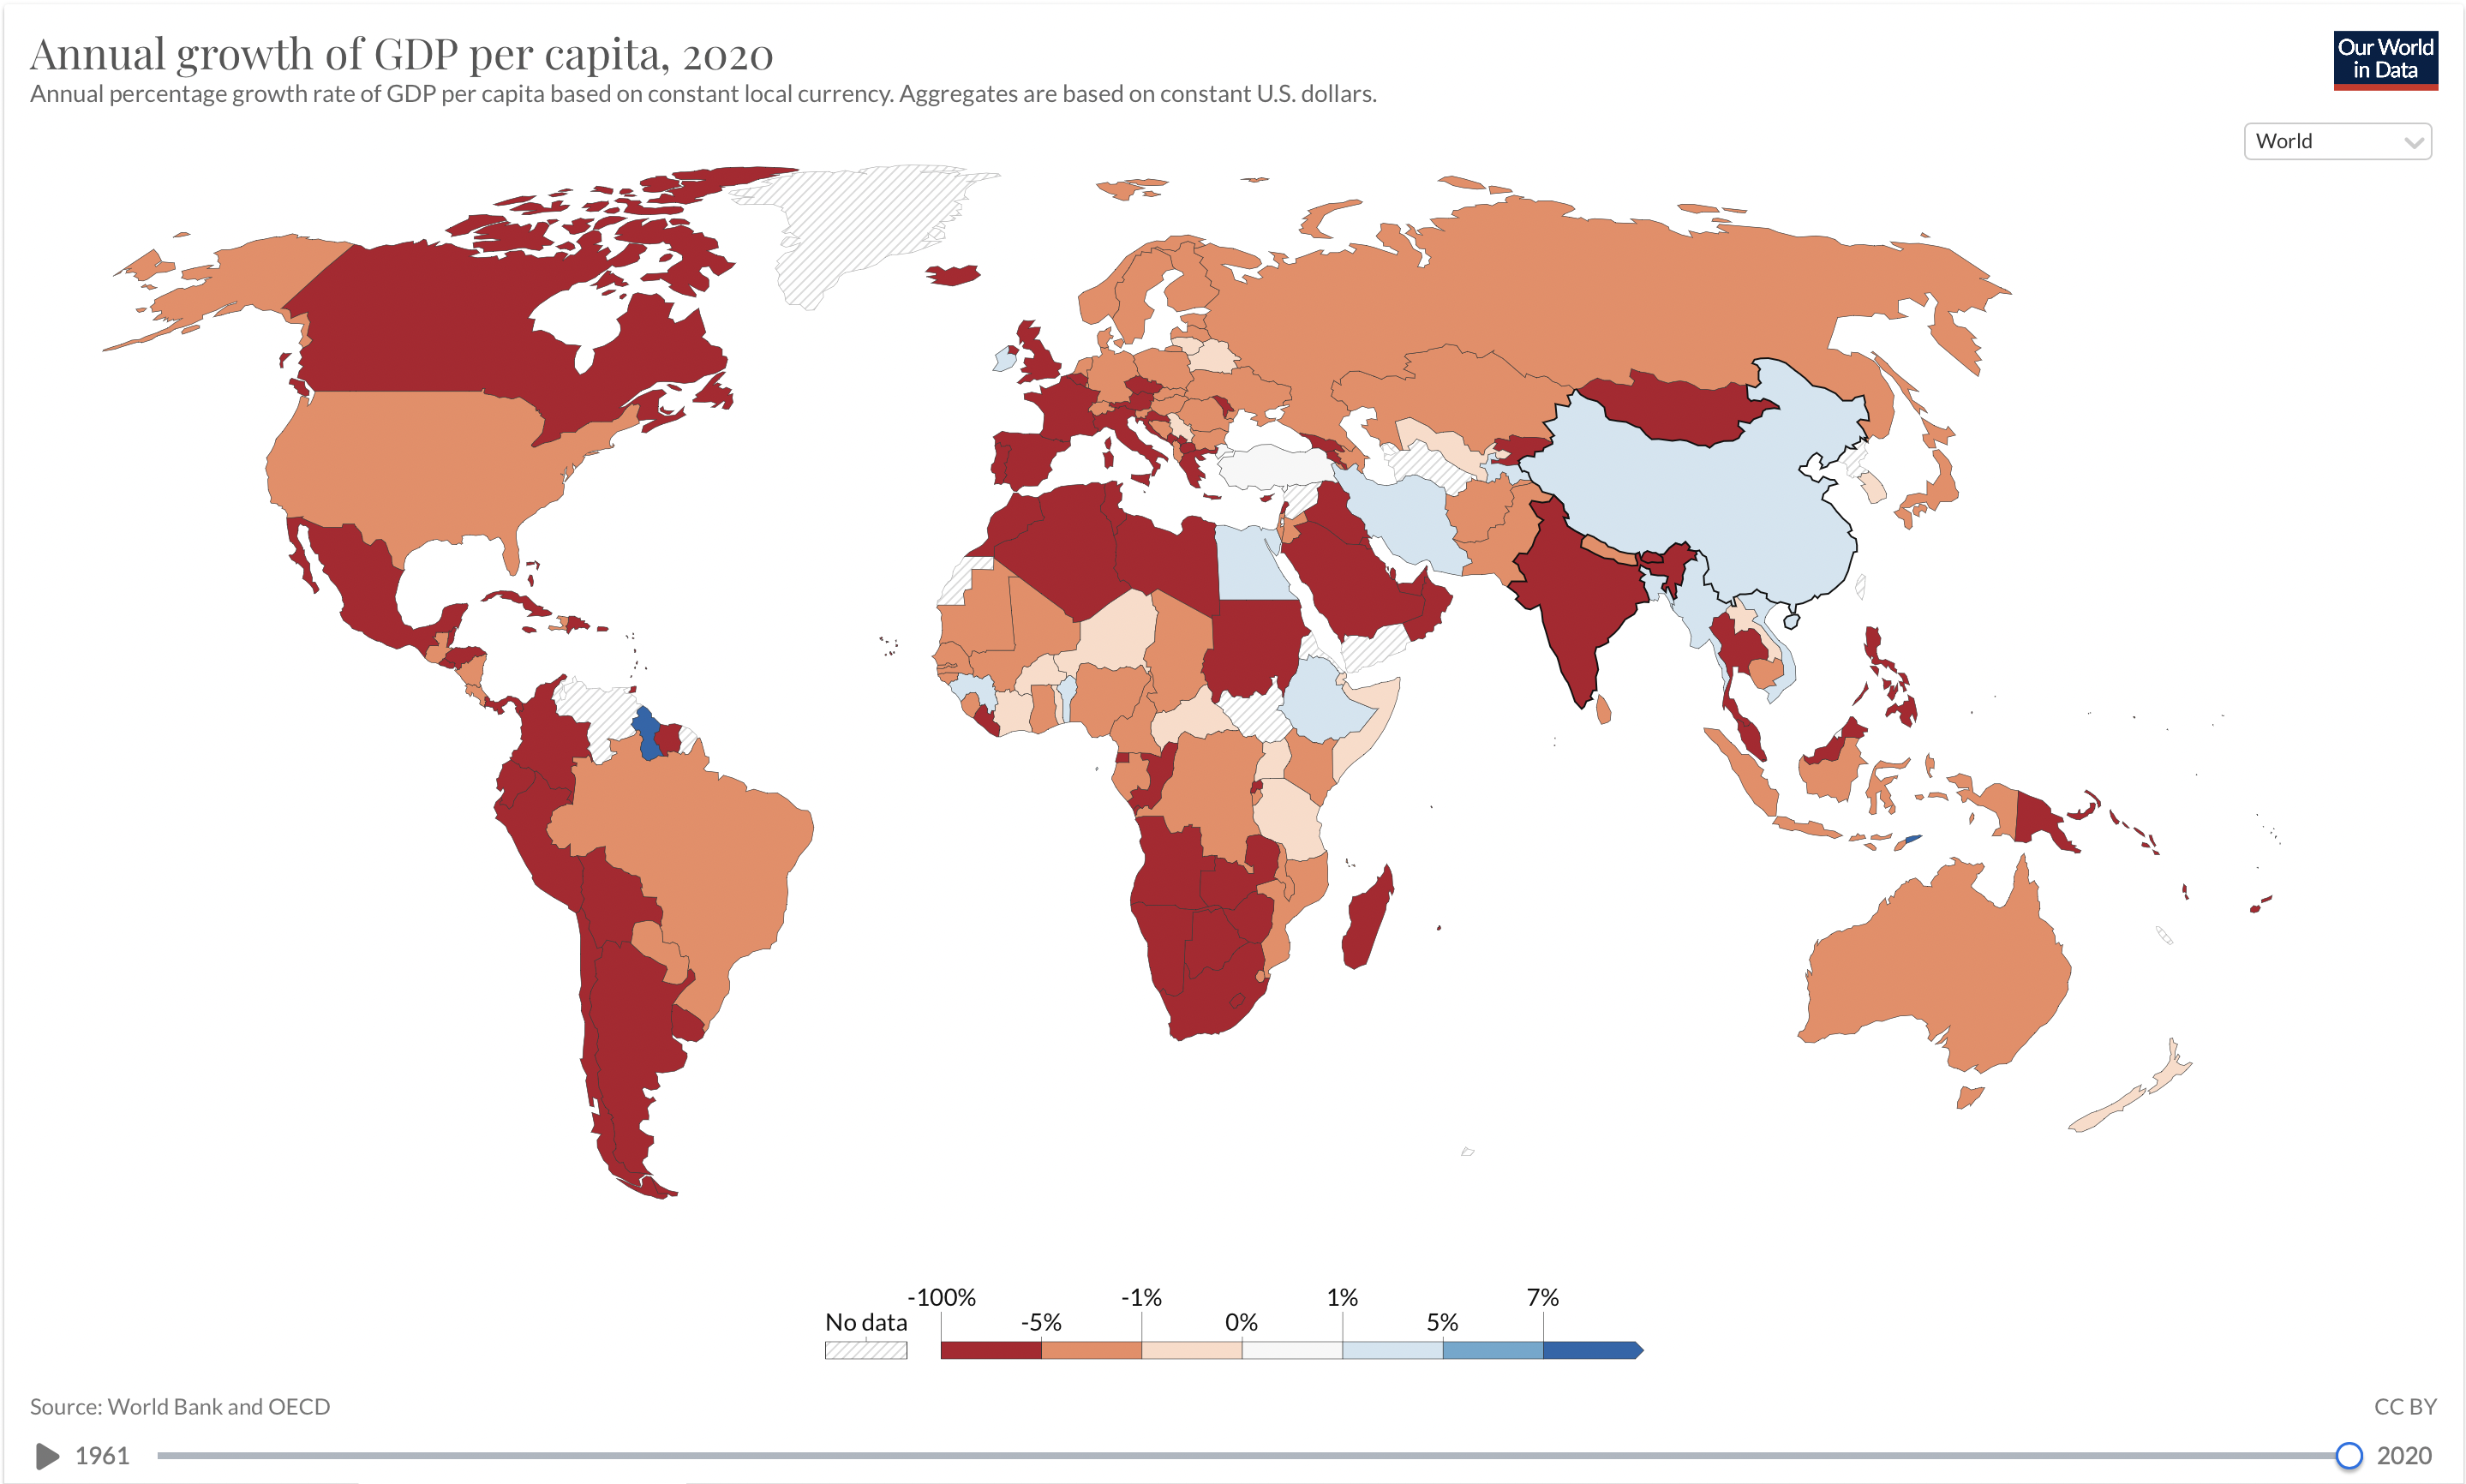 Annual growth of GDP per capita, 2020
Annual percentage growth rate of GDP per capita based on constant local currency. Aggregates are based on constant U.S. dollars.
Our World
in Data
World
-100%
-1%
1%
7%
No data
-5%
0%
5%
Source: World Bank and OECD
CC BY
1961
2020